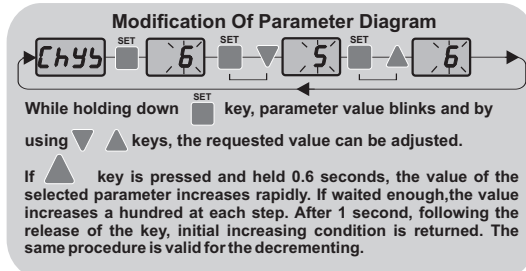 Modification Of Parameter Diagram
SET SET SET
Chys 6 5 6
While holding down SET key, parameter value blinks and by
using keys, the requested value can be adjusted.
If key is pressed and held 0.6 seconds, the value of the
selected parameter increases rapidly. If waited enough,the value
increases a hundred at each step. After 1 second, following the
release of the key, initial increasing condition is returned. The
same procedure is valid for the decrementing.